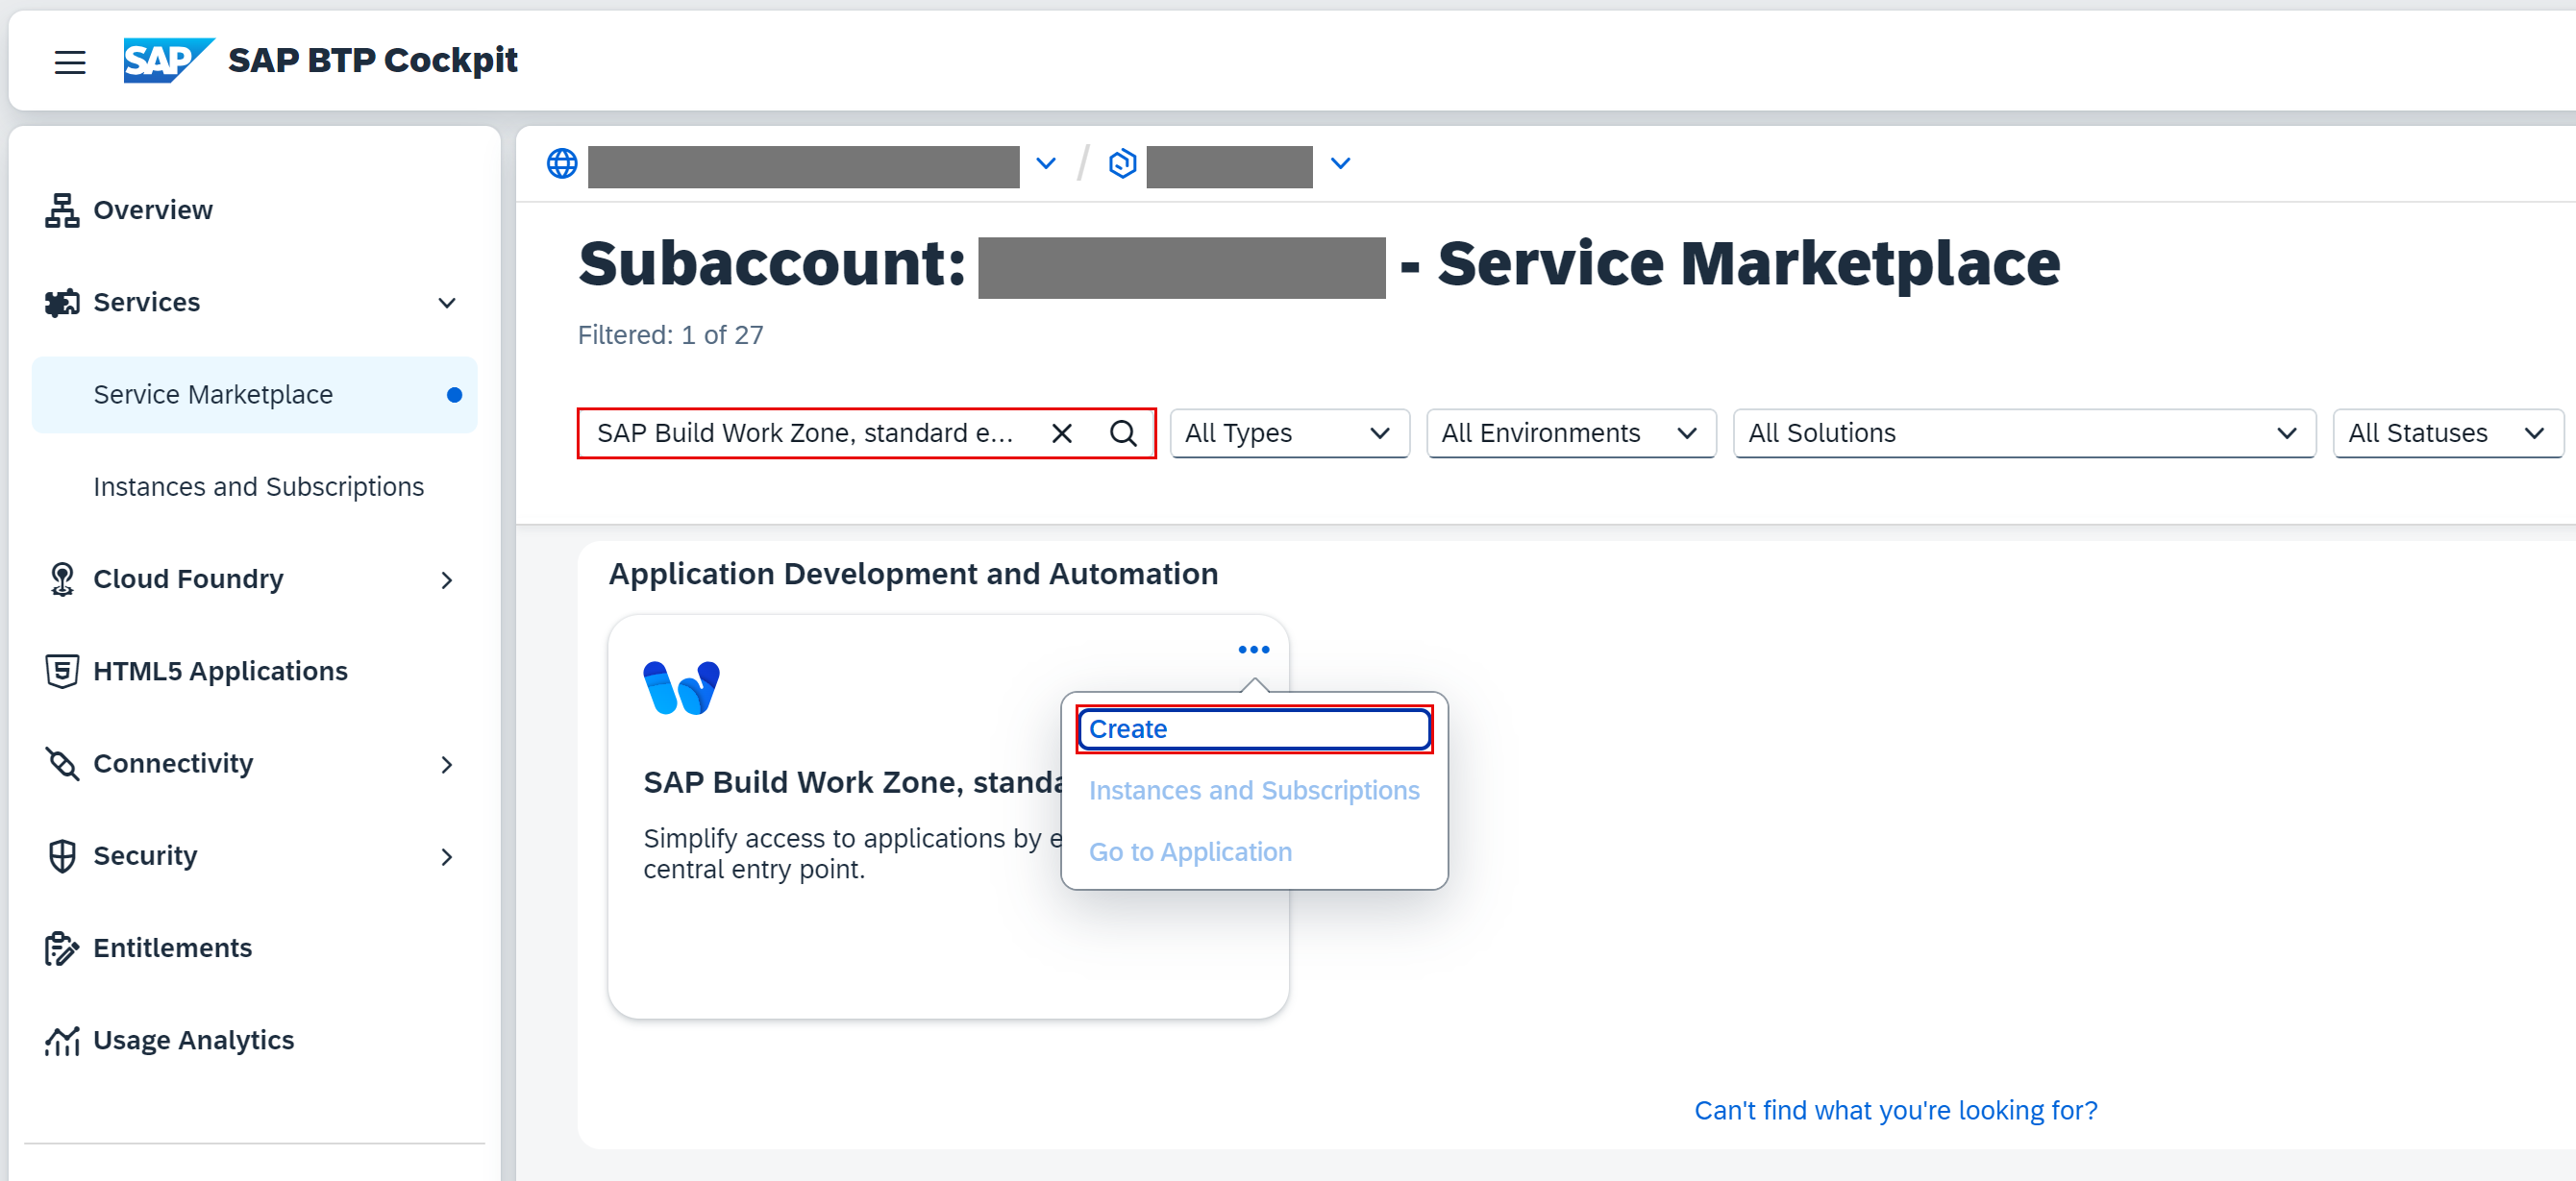 SAP SAP BTP Cockpit
Overview
Services
Service Marketplace
Instances and Subscriptions
Cloud Foundry
HTML5 Applications
Connectivity
Security
Entitlements
Usage Analytics
Subaccount: - Service Marketplace
Filtered: 1 of 27
SAP Build Work Zone, standard e...
All Types
All Environments
All Solutions
All Statuses
Application Development and Automation
SAP Build Work Zone, standa
Simplify access to applications by e
central entry point.
Create
Instances and Subscriptions
Go to Application
Can't find what you're looking for?